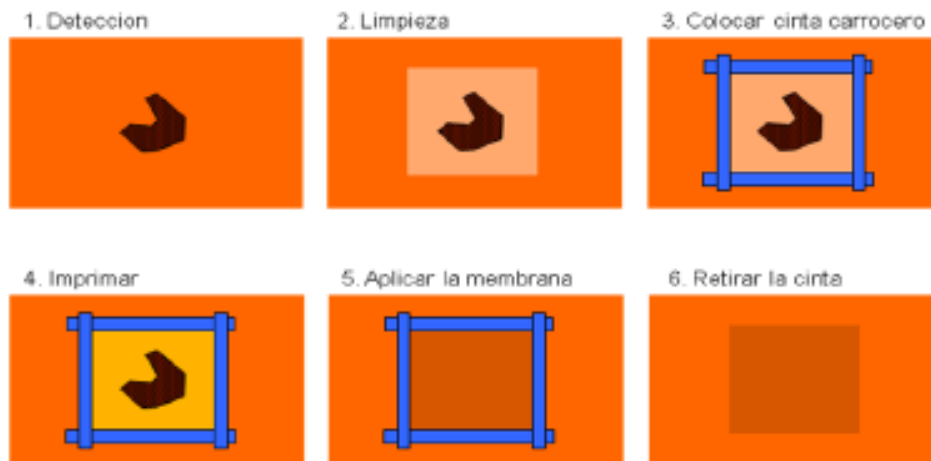 1. Deteccion
2. Limpieza
3. Colocar cinta carrocero
4. Imprimar
5. Aplicar la membrana
6. Retirar la cinta